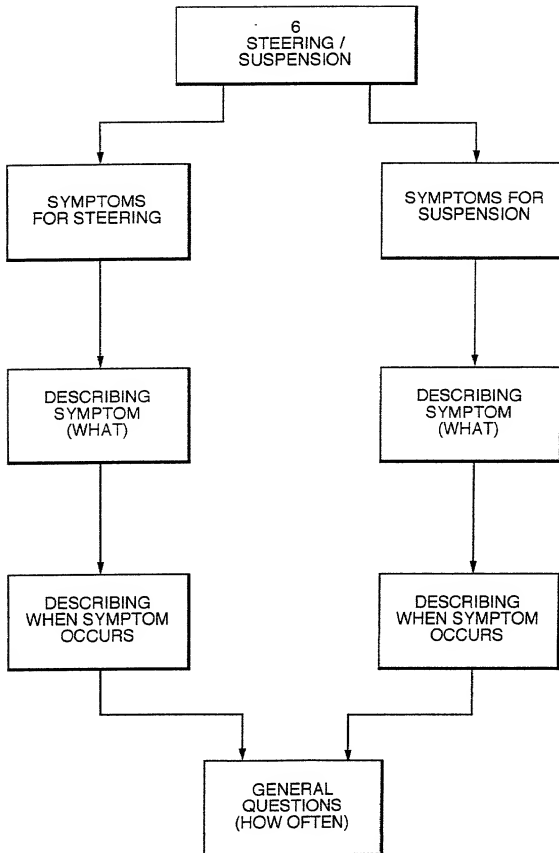 6
STEERING /
SUSPENSION
SYMPTOMS
FOR STEERING
SYMPTOMS FOR
SUSPENSION
DESCRIBING
SYMPTOM
(WHAT)
DESCRIBING
SYMPTOM
(WHAT)
DESCRIBING
WHEN SYMPTOM
OCCURS
DESCRIBING
WHEN SYMPTOM
OCCURS
GENERAL
QUESTIONS
(HOW OFTEN)